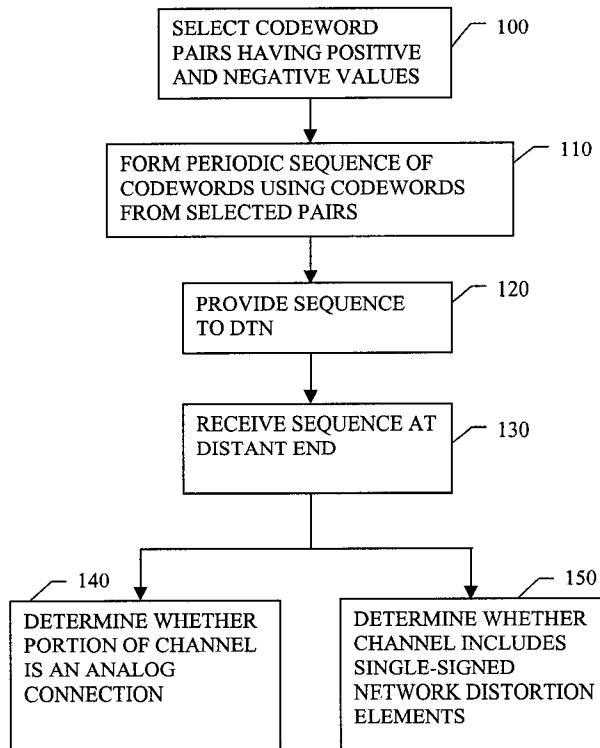 SELECT CODEWORD
PAIRS HAVING POSITIVE
AND NEGATIVE VALUES
100
FORM PERIODIC SEQUENCE OF
CODEWORDS USING CODEWORDS
FROM SELECTED PAIRS
110
PROVIDE SEQUENCE
TO DTN
120
RECEIVE SEQUENCE AT
DISTANT END
130
140
DETERMINE WHETHER
PORTION OF CHANNEL
IS AN ANALOG
CONNECTION
150
DETERMINE WHETHER
CHANNEL INCLUDES
SINGLE-SIGNED
NETWORK DISTORTION
ELEMENTS